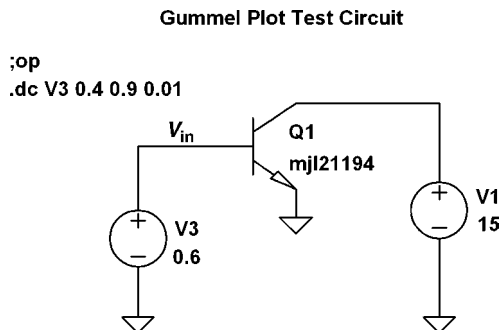 Gummel Plot Test Circuit
;op
.dc V3 0.4 0.9 0.01
Vin
Q1
mjl21194
V1
15
V3
0.6